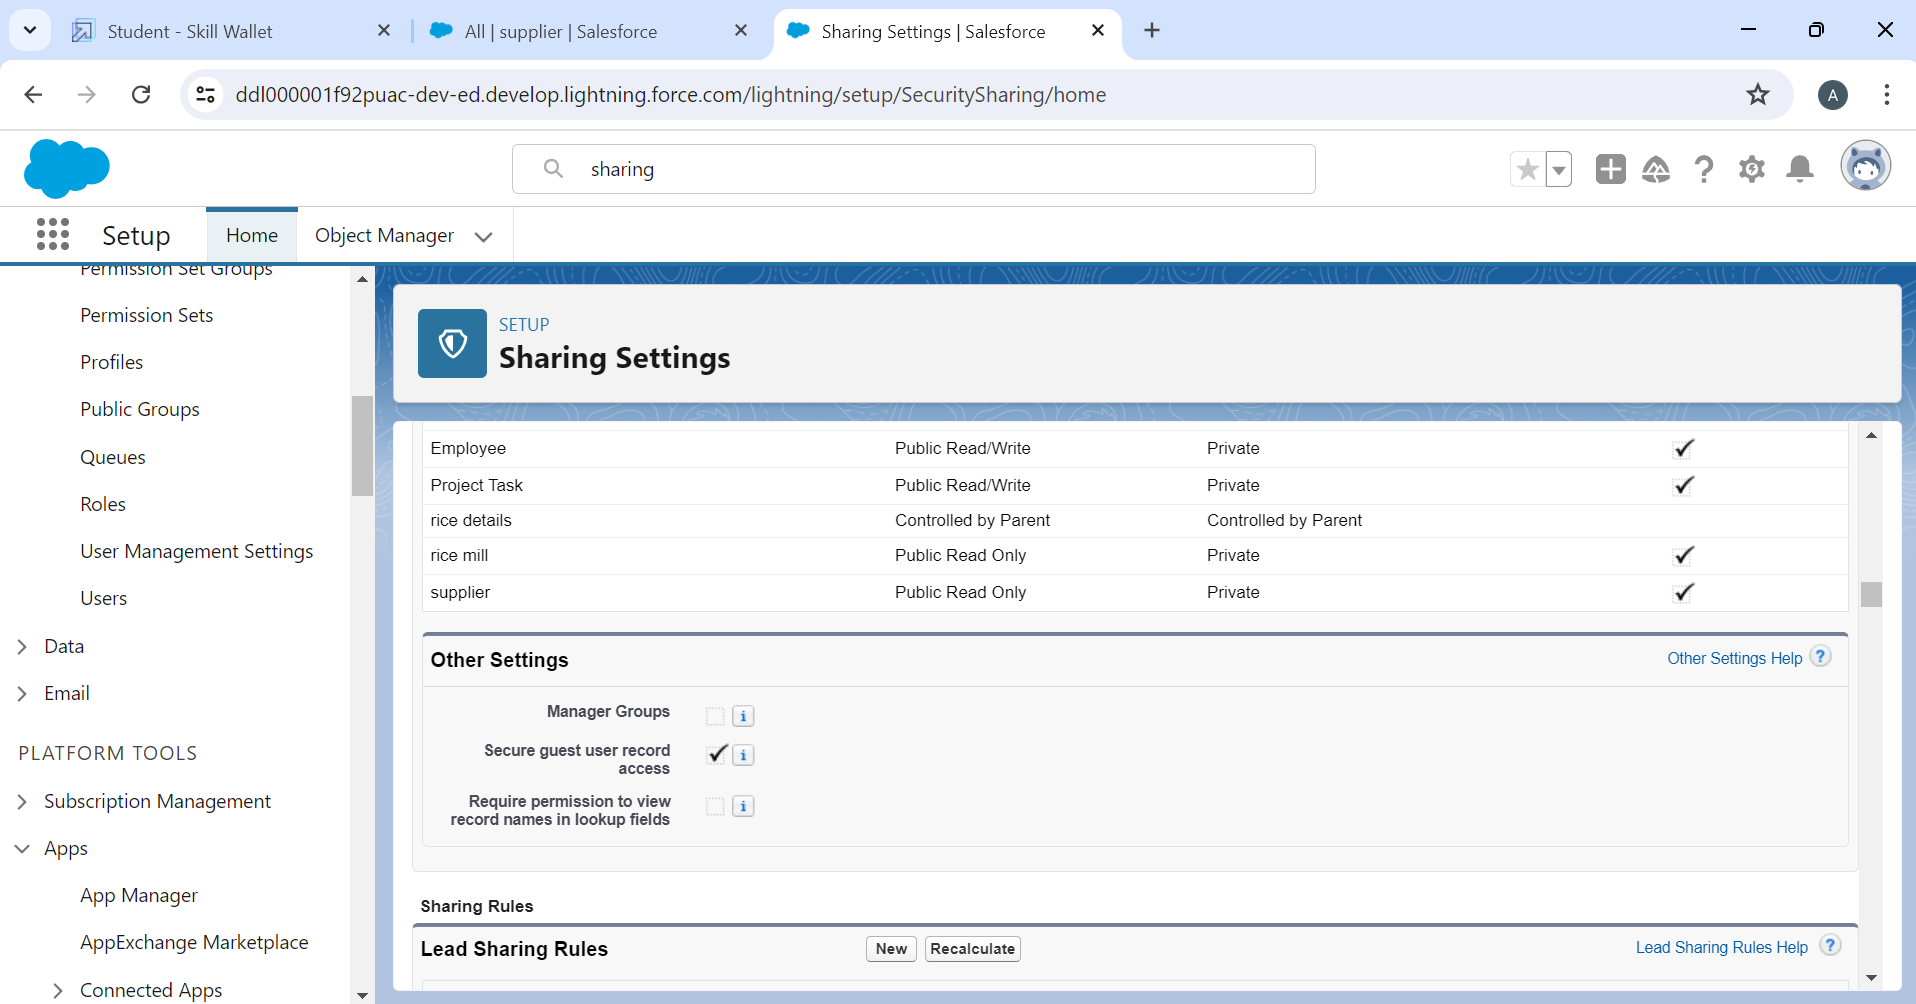 Student - Skill Wallet
All | supplier | Salesforce
Sharing Settings | Salesforce
ddl000001f92puac-dev-ed.develop.lightning.force.com/lightning/setup/SecuritySharing/home
A
sharing
Setup
Home
Object Manager
Permission Set Groups
Permission Sets
Profiles
Public Groups
Queues
Roles
User Management Settings
Users
Data
Email
PLATFORM TOOLS
Subscription Management
Apps
App Manager
AppExchange Marketplace
Connected Apps
SETUP
Sharing Settings
Employee Public Read/Write Private
Project Task Public Read/Write Private
rice details Controlled by Parent Controlled by Parent
rice mill Public Read Only Private
supplier Public Read Only Private
Other Settings
Other Settings Help ?
Manager Groups i
Secure guest user record
access
i
Require permission to view
record names in lookup fields
i
Sharing Rules
Lead Sharing Rules
New
Recalculate
Lead Sharing Rules Help ?